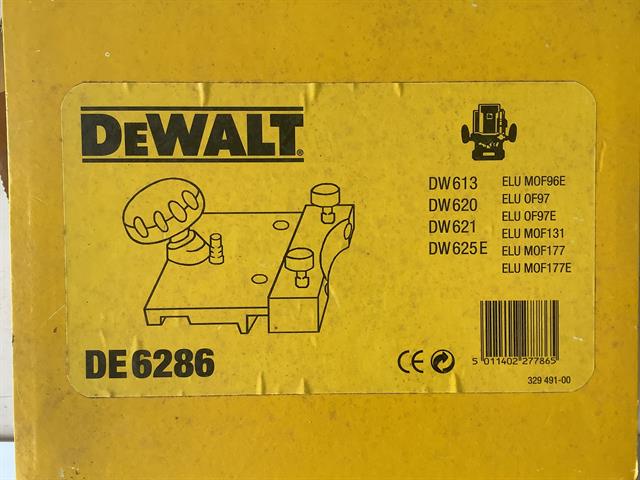 DEWALT
DW613
DW620
DW621
DW625E
ELU MOF96E
ELU OF97
ELU OF97E
ELU MOF131
ELU MOF177
ELU MOF177E
DE6286
CE
5 011402 277865
329 491-00